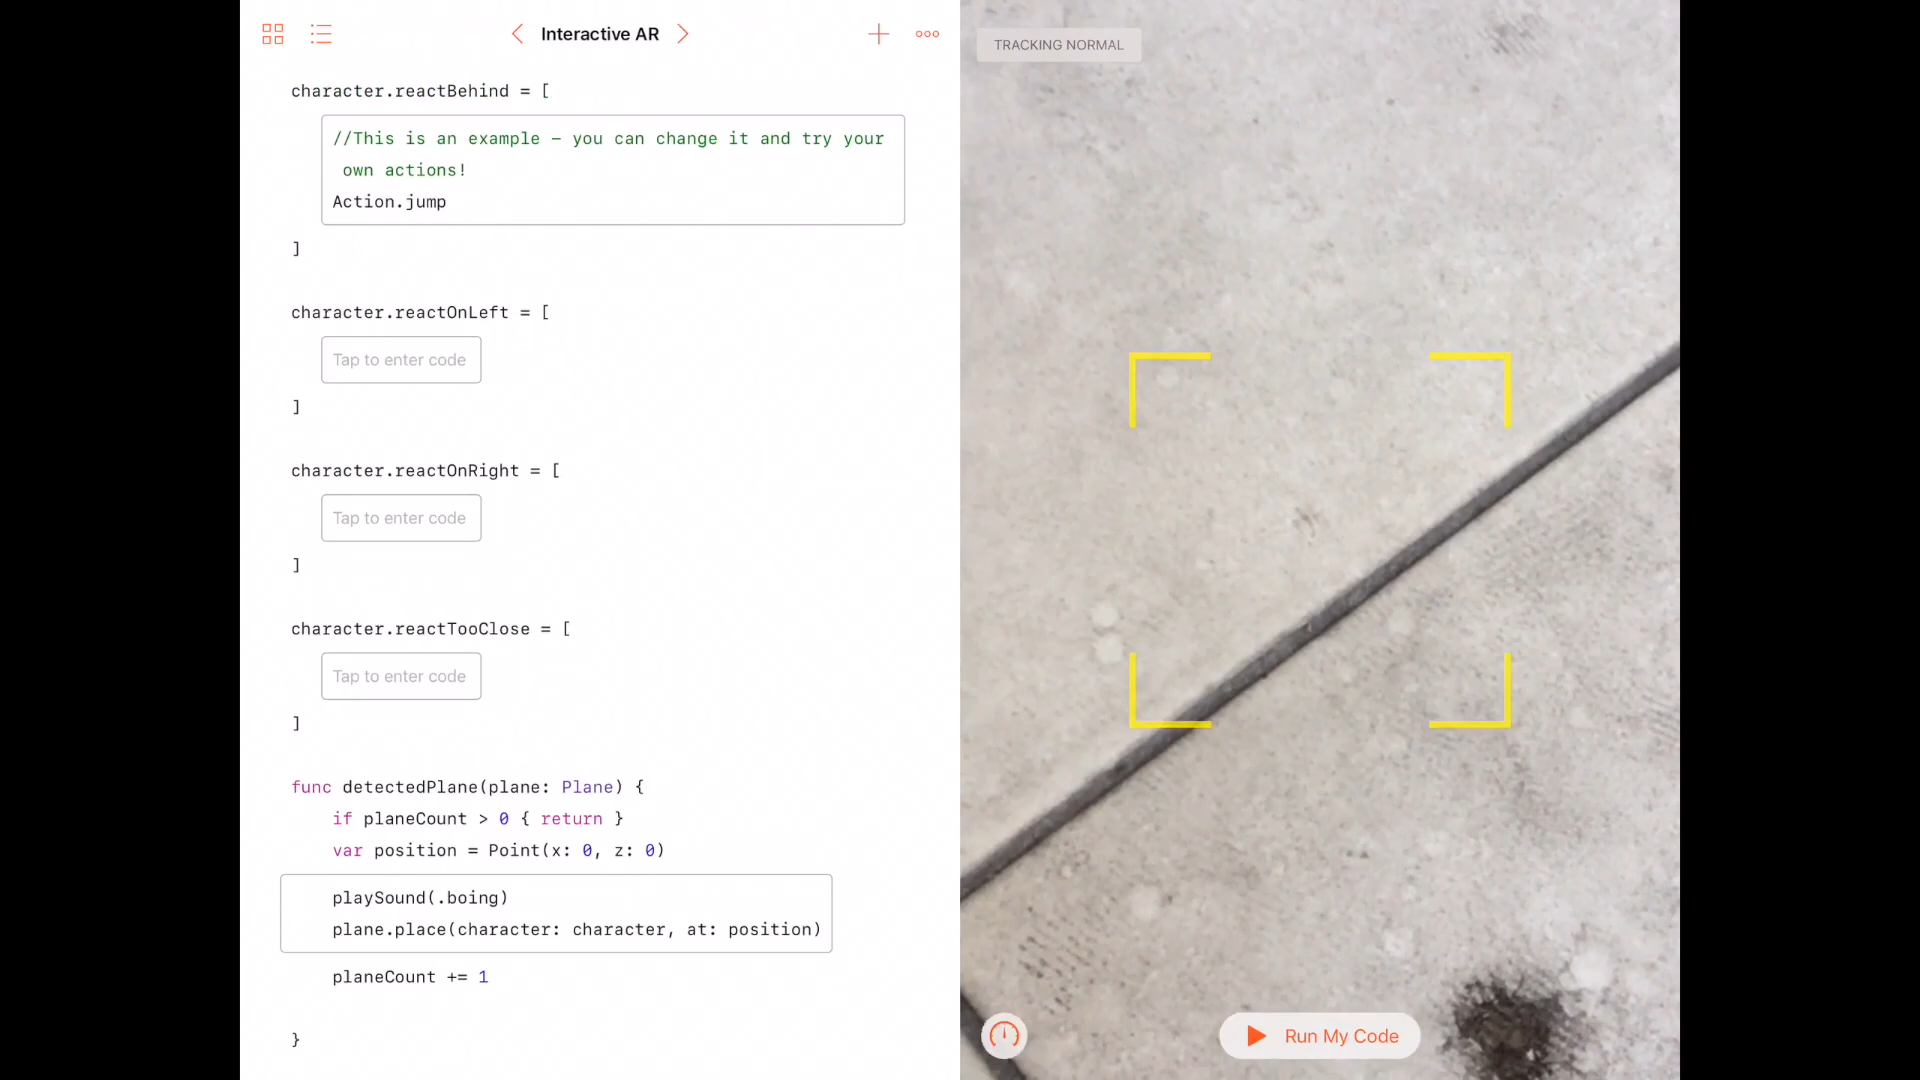 Interactive AR
character.reactBehind = [
//This is an example – you can change it and try your
own actions!
Action.jump
]
character.reactOnLeft = [
Tap to enter code
]
character.reactOnRight = [
Tap to enter code
]
character.reactTooClose = [
Tap to enter code
]
func detectedPlane(plane: Plane) {
if planeCount > 0 { return }
var position = Point(x: 0, z: 0)
playSound(.boing)
plane.place(character: character, at: position)
planeCount += 1
}
TRACKING NORMAL
Run My Code